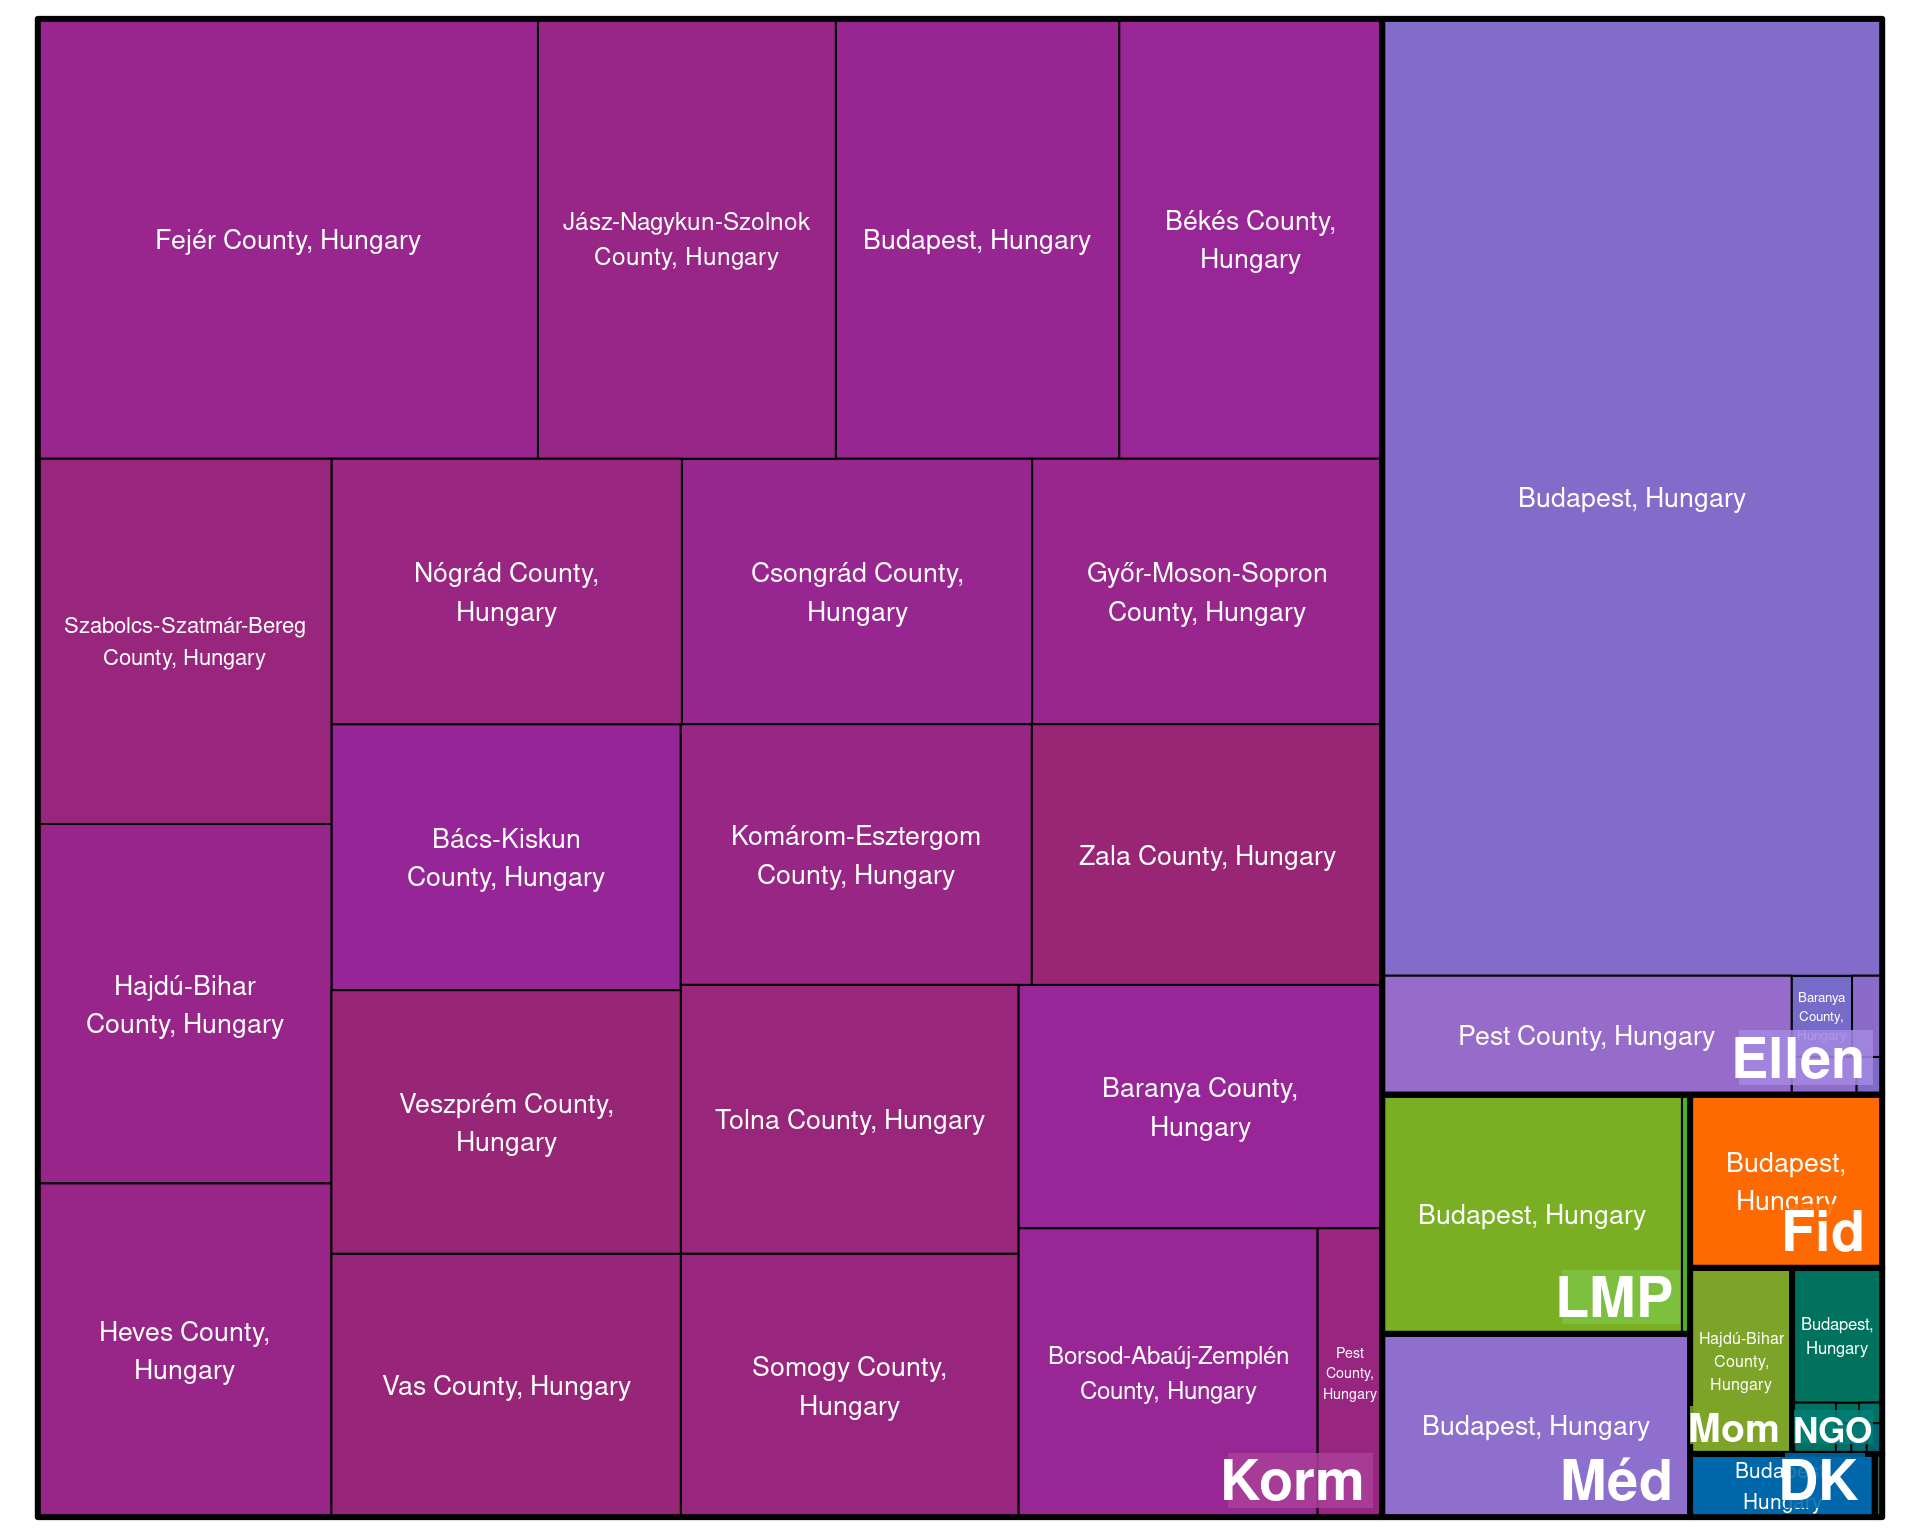 Fejér County, Hungary
Jász-Nagykun-Szolnok
County, Hungary
Budapest, Hungary
Békés County,
Hungary
Szabolcs-Szatmár-Bereg
County, Hungary
Nógrád County,
Hungary
Csongrád County,
Hungary
Győr-Moson-Sopron
County, Hungary
Bács-Kiskun
County, Hungary
Komárom-Esztergom
County, Hungary
Zala County, Hungary
Hajdú-Bihar
County, Hungary
Veszprém County,
Hungary
Tolna County, Hungary
Baranya County,
Hungary
Heves County,
Hungary
Vas County, Hungary
Somogy County,
Hungary
Borsod-Abaúj-Zemplén
County, Hungary
Pest
County,
Hungary
Korm
Budapest, Hungary
Pest County, Hungary
Baranya
County,
Hungary
Ellen
Budapest, Hungary
LMP
Budapest,
Hungary
Fid
Budapest, Hungary
Méd
Hajdú-Bihar
County,
Hungary
Mom
Budapest,
Hungary
NGO
Budapest,
Hungary
DK